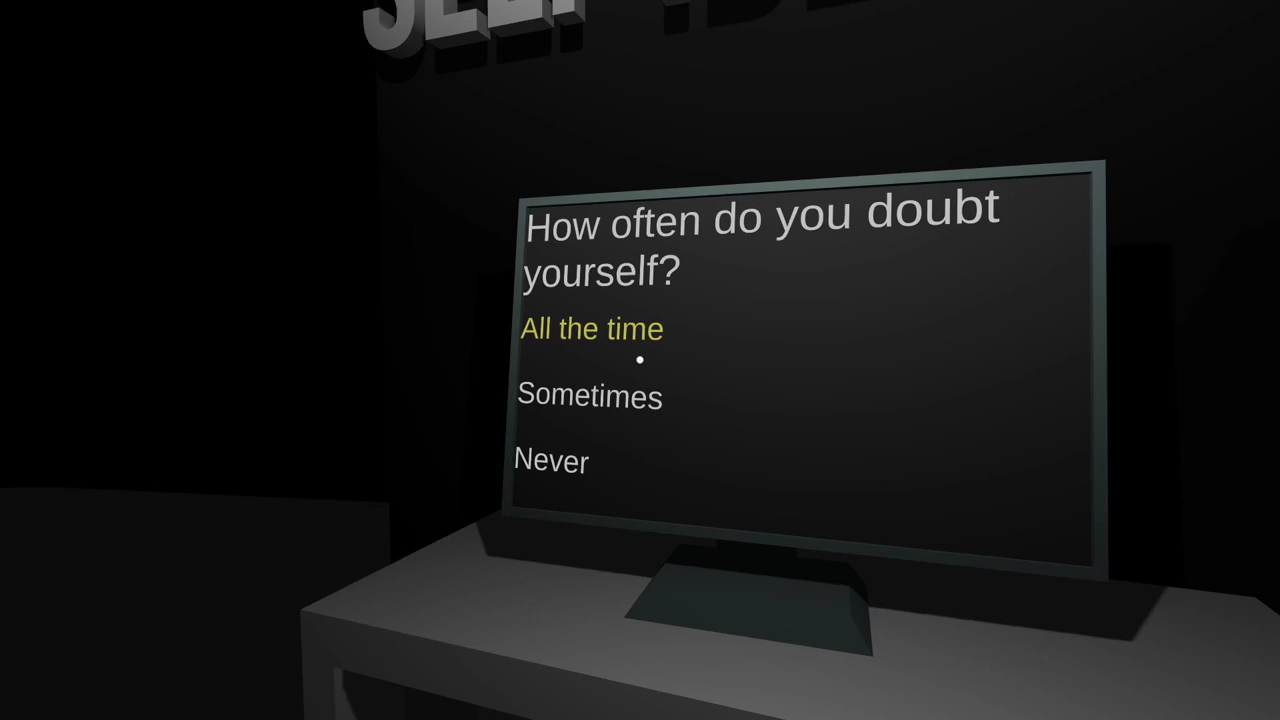 How often do you doubt
yourself?
All the time
Sometimes
Never